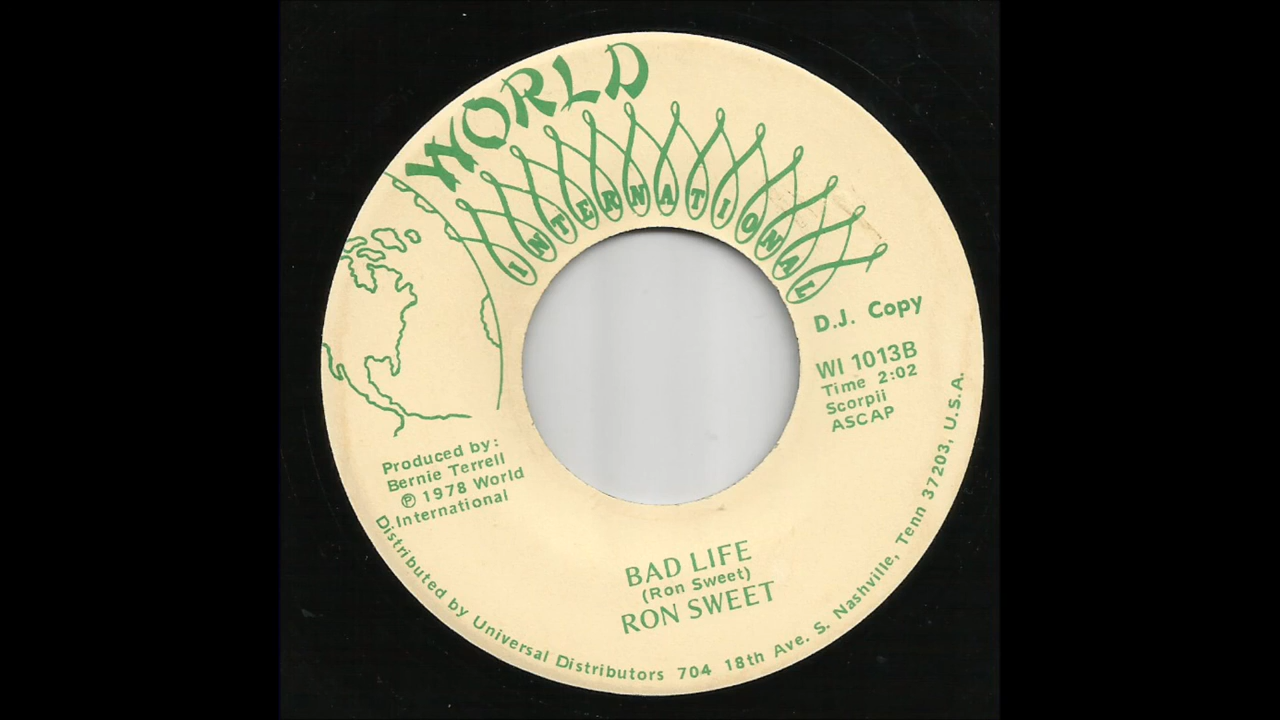 WORLD
INTERNATIONAL
D.J. Copy
WI 1013B
Time 2:02
Scorpii
ASCAP
Produced by:
Bernie Terrell
℗ 1978 World
International
BAD LIFE
(Ron Sweet)
RON SWEET
Distributed by Universal Distributors 704 18th Ave. S. Nashville, Tenn 37203, U.S.A.